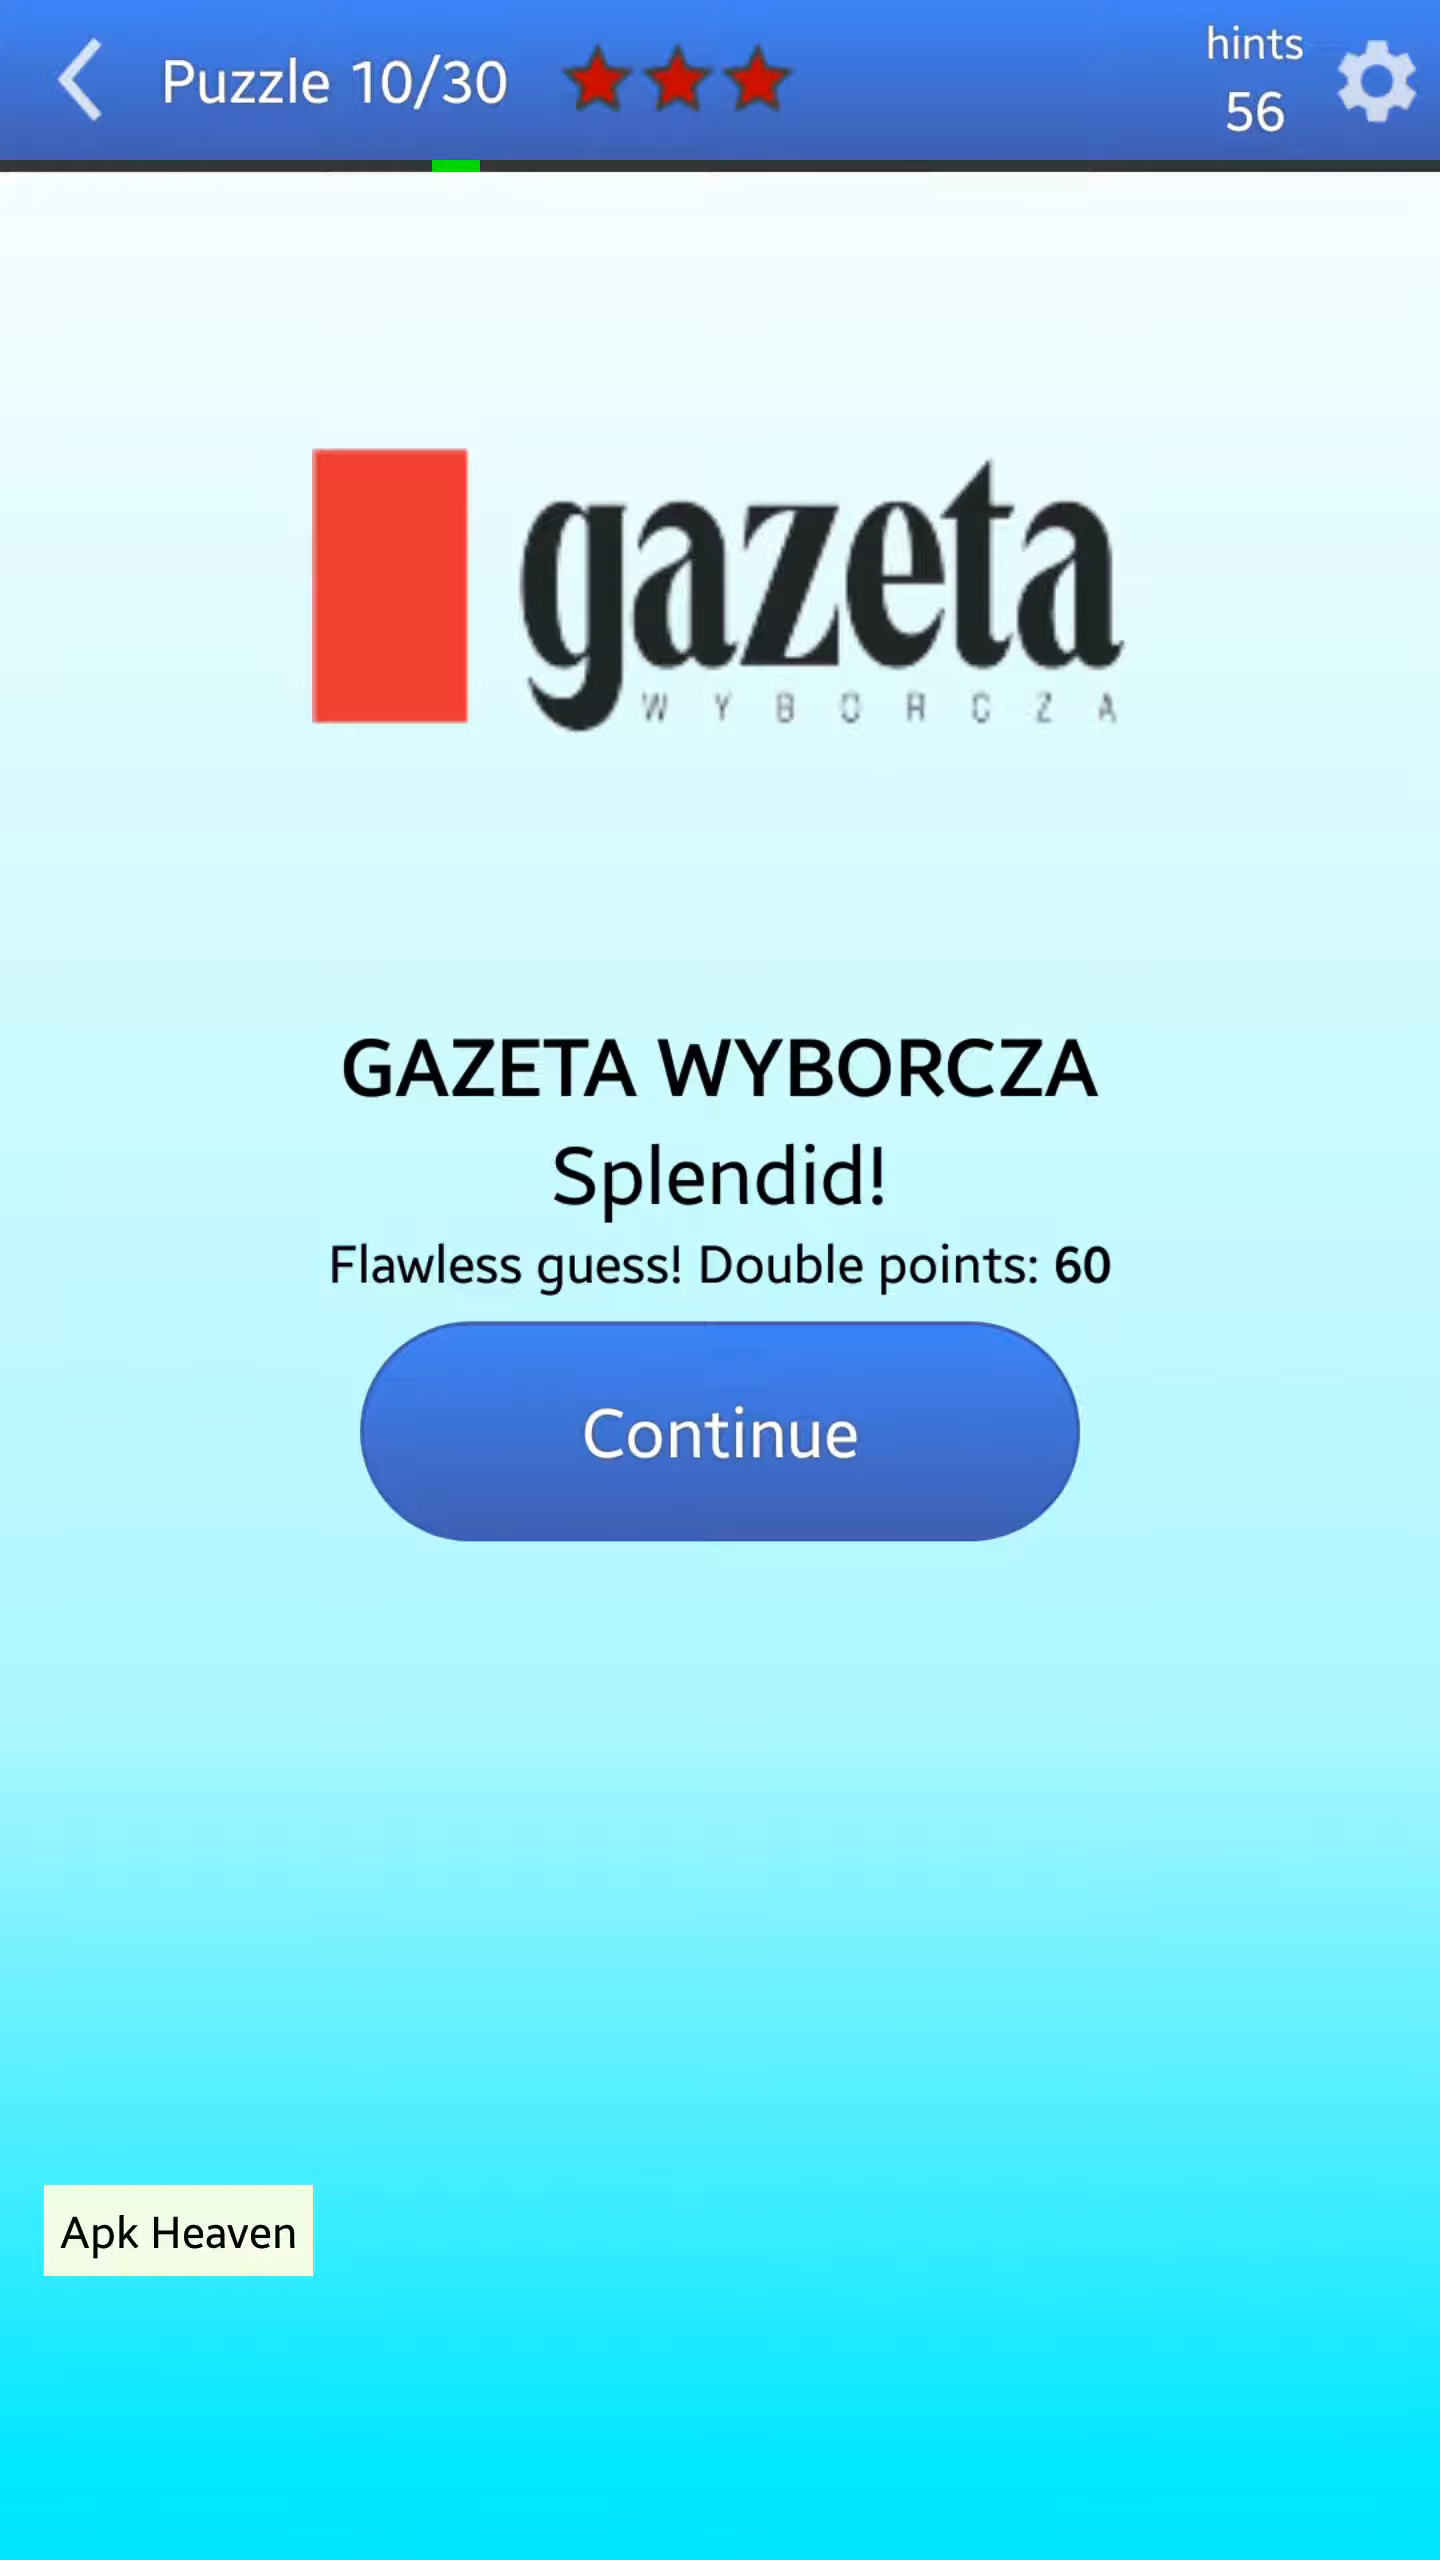 Puzzle 10/30
hints
56
gazeta
WYBORCZA
GAZETA WYBORCZA
Splendid!
Flawless guess! Double points: 60
Continue
Apk Heaven